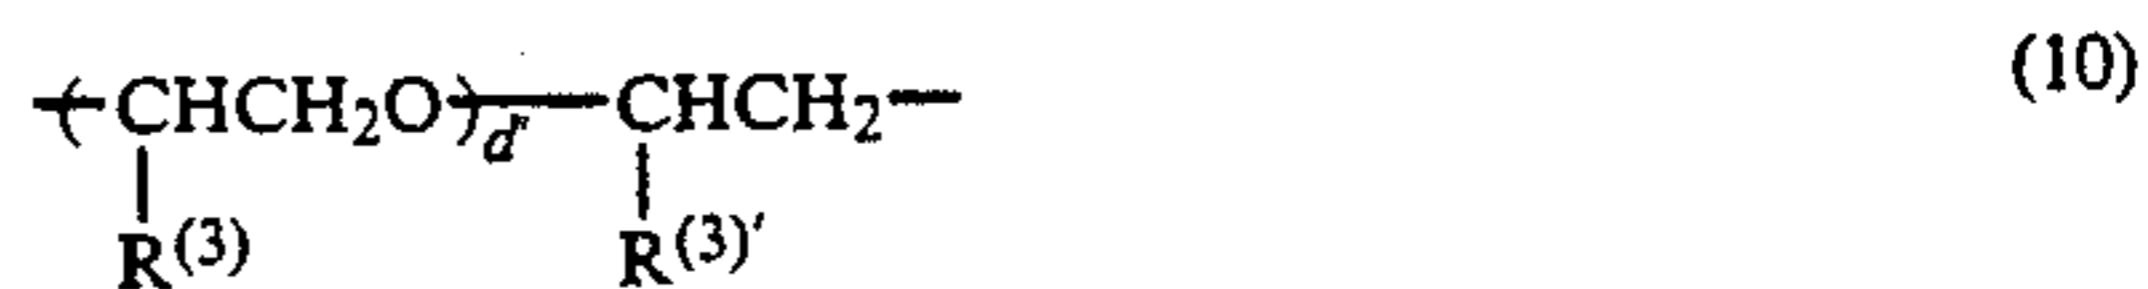 (CHCH₂O)d" CHCH₂ (10)
R(3) R(3)'